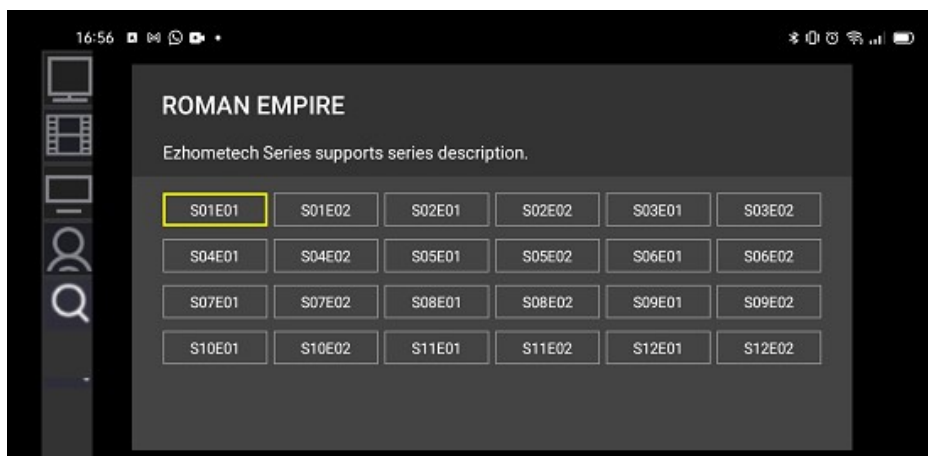 16:56
ROMAN EMPIRE
Ezhometech Series supports series description.
S01E01 S01E02 S02E01 S02E02 S03E01 S03E02
S04E01 S04E02 S05E01 S05E02 S06E01 S06E02
S07E01 S07E02 S08E01 S08E02 S09E01 S09E02
S10E01 S10E02 S11E01 S11E02 S12E01 S12E02